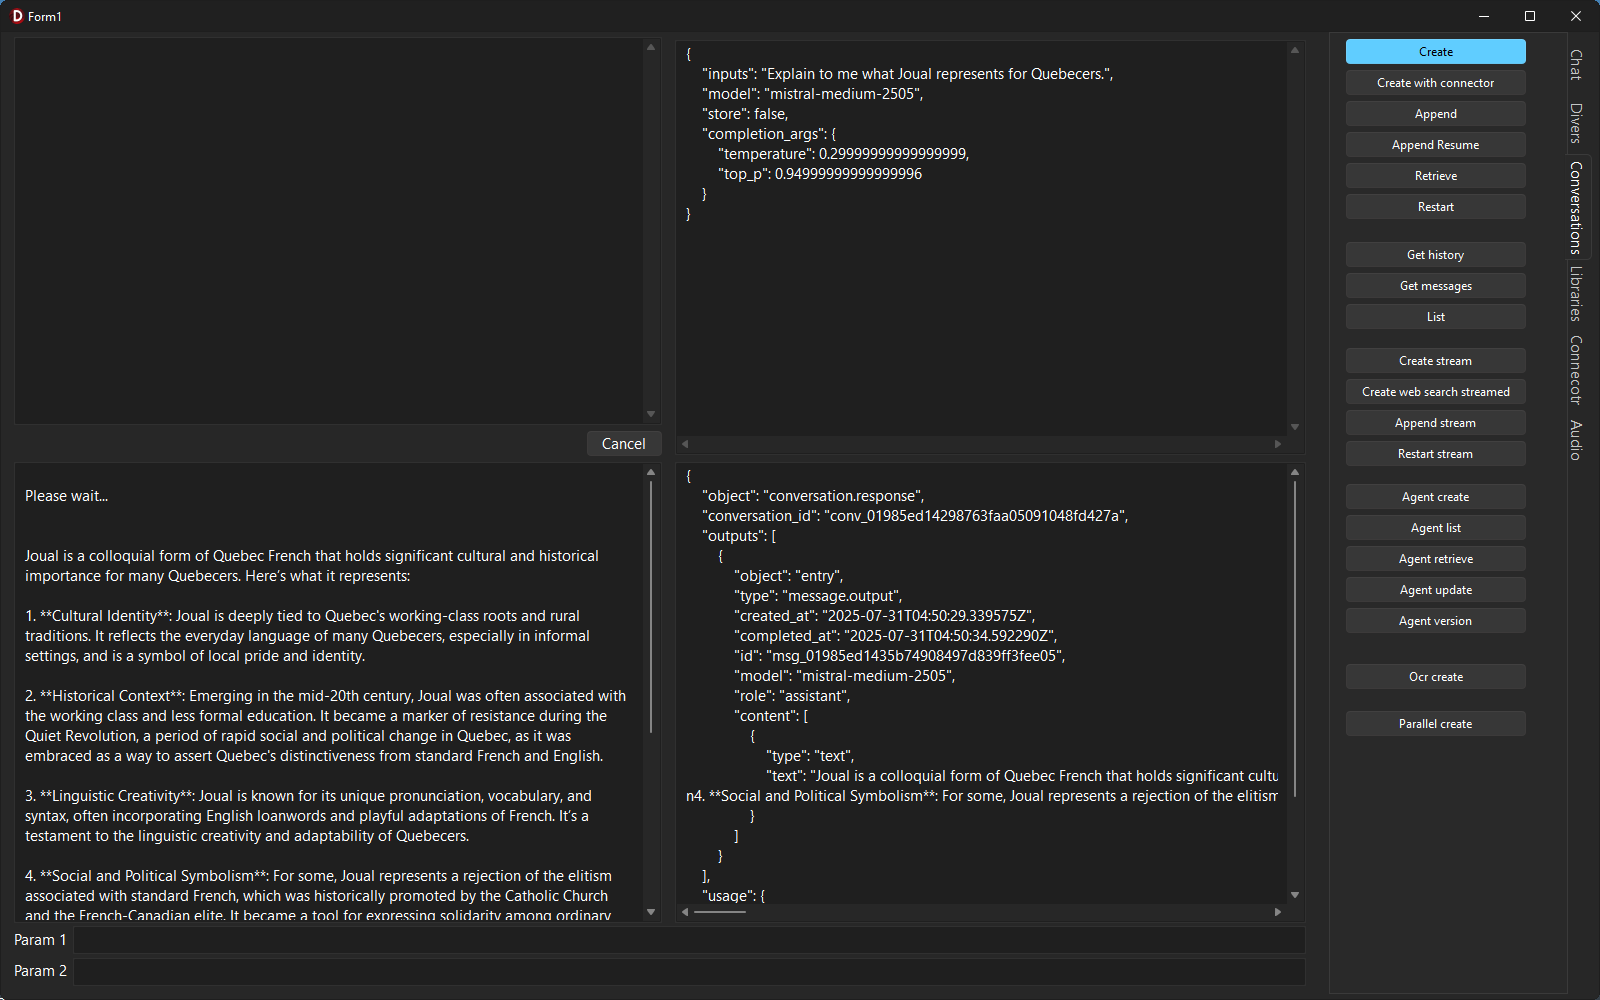 D Form1
{
"inputs": "Explain to me what Joual represents for Quebecers.",
"model": "mistral-medium-2505",
"store": false,
"completion_args": {
"temperature": 0.29999999999999999,
"top_p": 0.94999999999999996
}
}
Cancel
Please wait...
Joual is a colloquial form of Quebec French that holds significant cultural and historical
importance for many Quebecers. Here's what it represents:
1. **Cultural Identity**: Joual is deeply tied to Quebec's working-class roots and rural
traditions. It reflects the everyday language of many Quebecers, especially in informal
settings, and is a symbol of local pride and identity.
2. **Historical Context**: Emerging in the mid-20th century, Joual was often associated with
the working class and less formal education. It became a marker of resistance during the
Quiet Revolution, a period of rapid social and political change in Quebec, as it was
embraced as a way to assert Quebec's distinctiveness from standard French and English.
3. **Linguistic Creativity**: Joual is known for its unique pronunciation, vocabulary, and
syntax, often incorporating English loanwords and playful adaptations of French. It's a
testament to the linguistic creativity and adaptability of Quebecers.
4. **Social and Political Symbolism**: For some, Joual represents a rejection of the elitism
associated with standard French, which was historically promoted by the Catholic Church
and the French-Canadian elite. It became a tool for expressing solidarity among ordinary
{
"object": "conversation.response",
"conversation_id": "conv_01985ed14298763faa05091048fd427a",
"outputs": [
{
"object": "entry",
"type": "message.output",
"created_at": "2025-07-31T04:50:29.339575Z",
"completed_at": "2025-07-31T04:50:34.592290Z",
"id": "msg_01985ed1435b74908497d839ff3fee05",
"model": "mistral-medium-2505",
"role": "assistant",
"content": [
{
"type": "text",
"text": "Joual is a colloquial form of Quebec French that holds significant cultu
n4. **Social and Political Symbolism**: For some, Joual represents a rejection of the elitism
}
]
}
],
"usage": {
Param 1
Param 2
Create
Create with connector
Append
Append Resume
Retrieve
Restart
Get history
Get messages
List
Create stream
Create web search streamed
Append stream
Restart stream
Agent create
Agent list
Agent retrieve
Agent update
Agent version
Ocr create
Parallel create
Chat
Divers
Conversations
Libraries
Connecotr
Audio